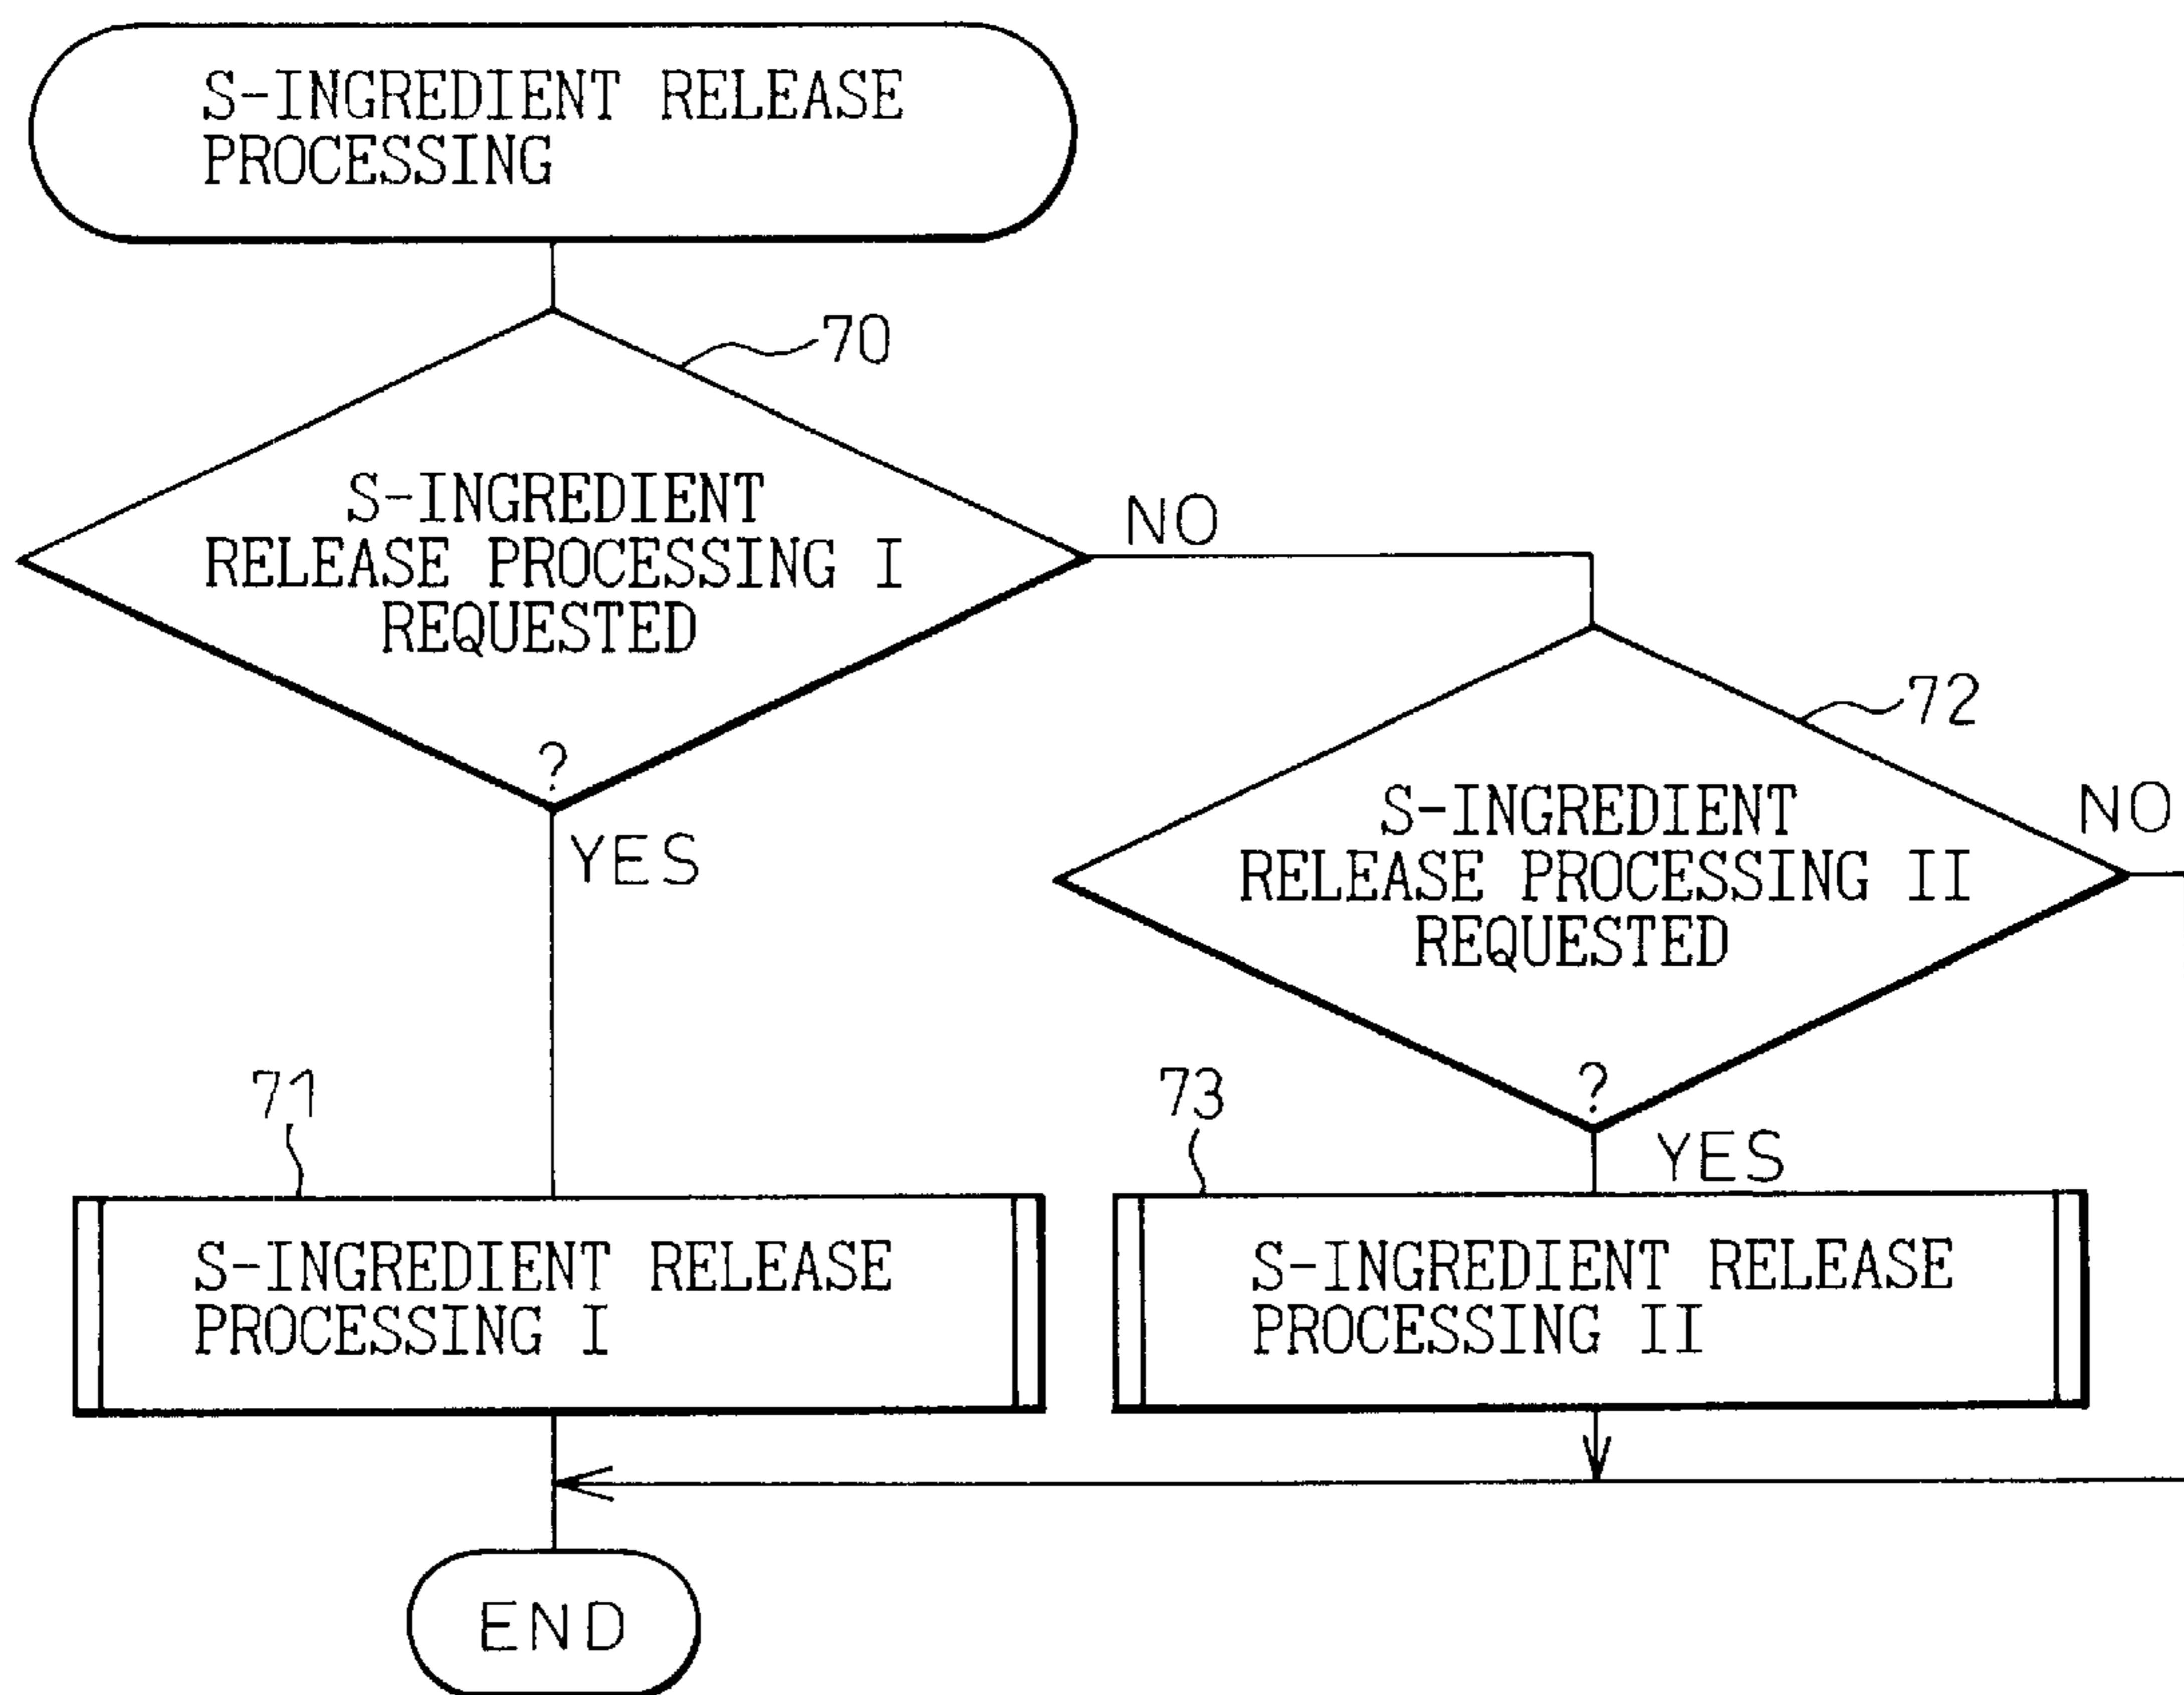 S-INGREDIENT RELEASE
PROCESSING
70
S-INGREDIENT
RELEASE PROCESSING I
REQUESTED
?
NO
YES
72
S-INGREDIENT
RELEASE PROCESSING II
REQUESTED
?
NO
YES
71
S-INGREDIENT RELEASE
PROCESSING I
73
S-INGREDIENT RELEASE
PROCESSING II
END